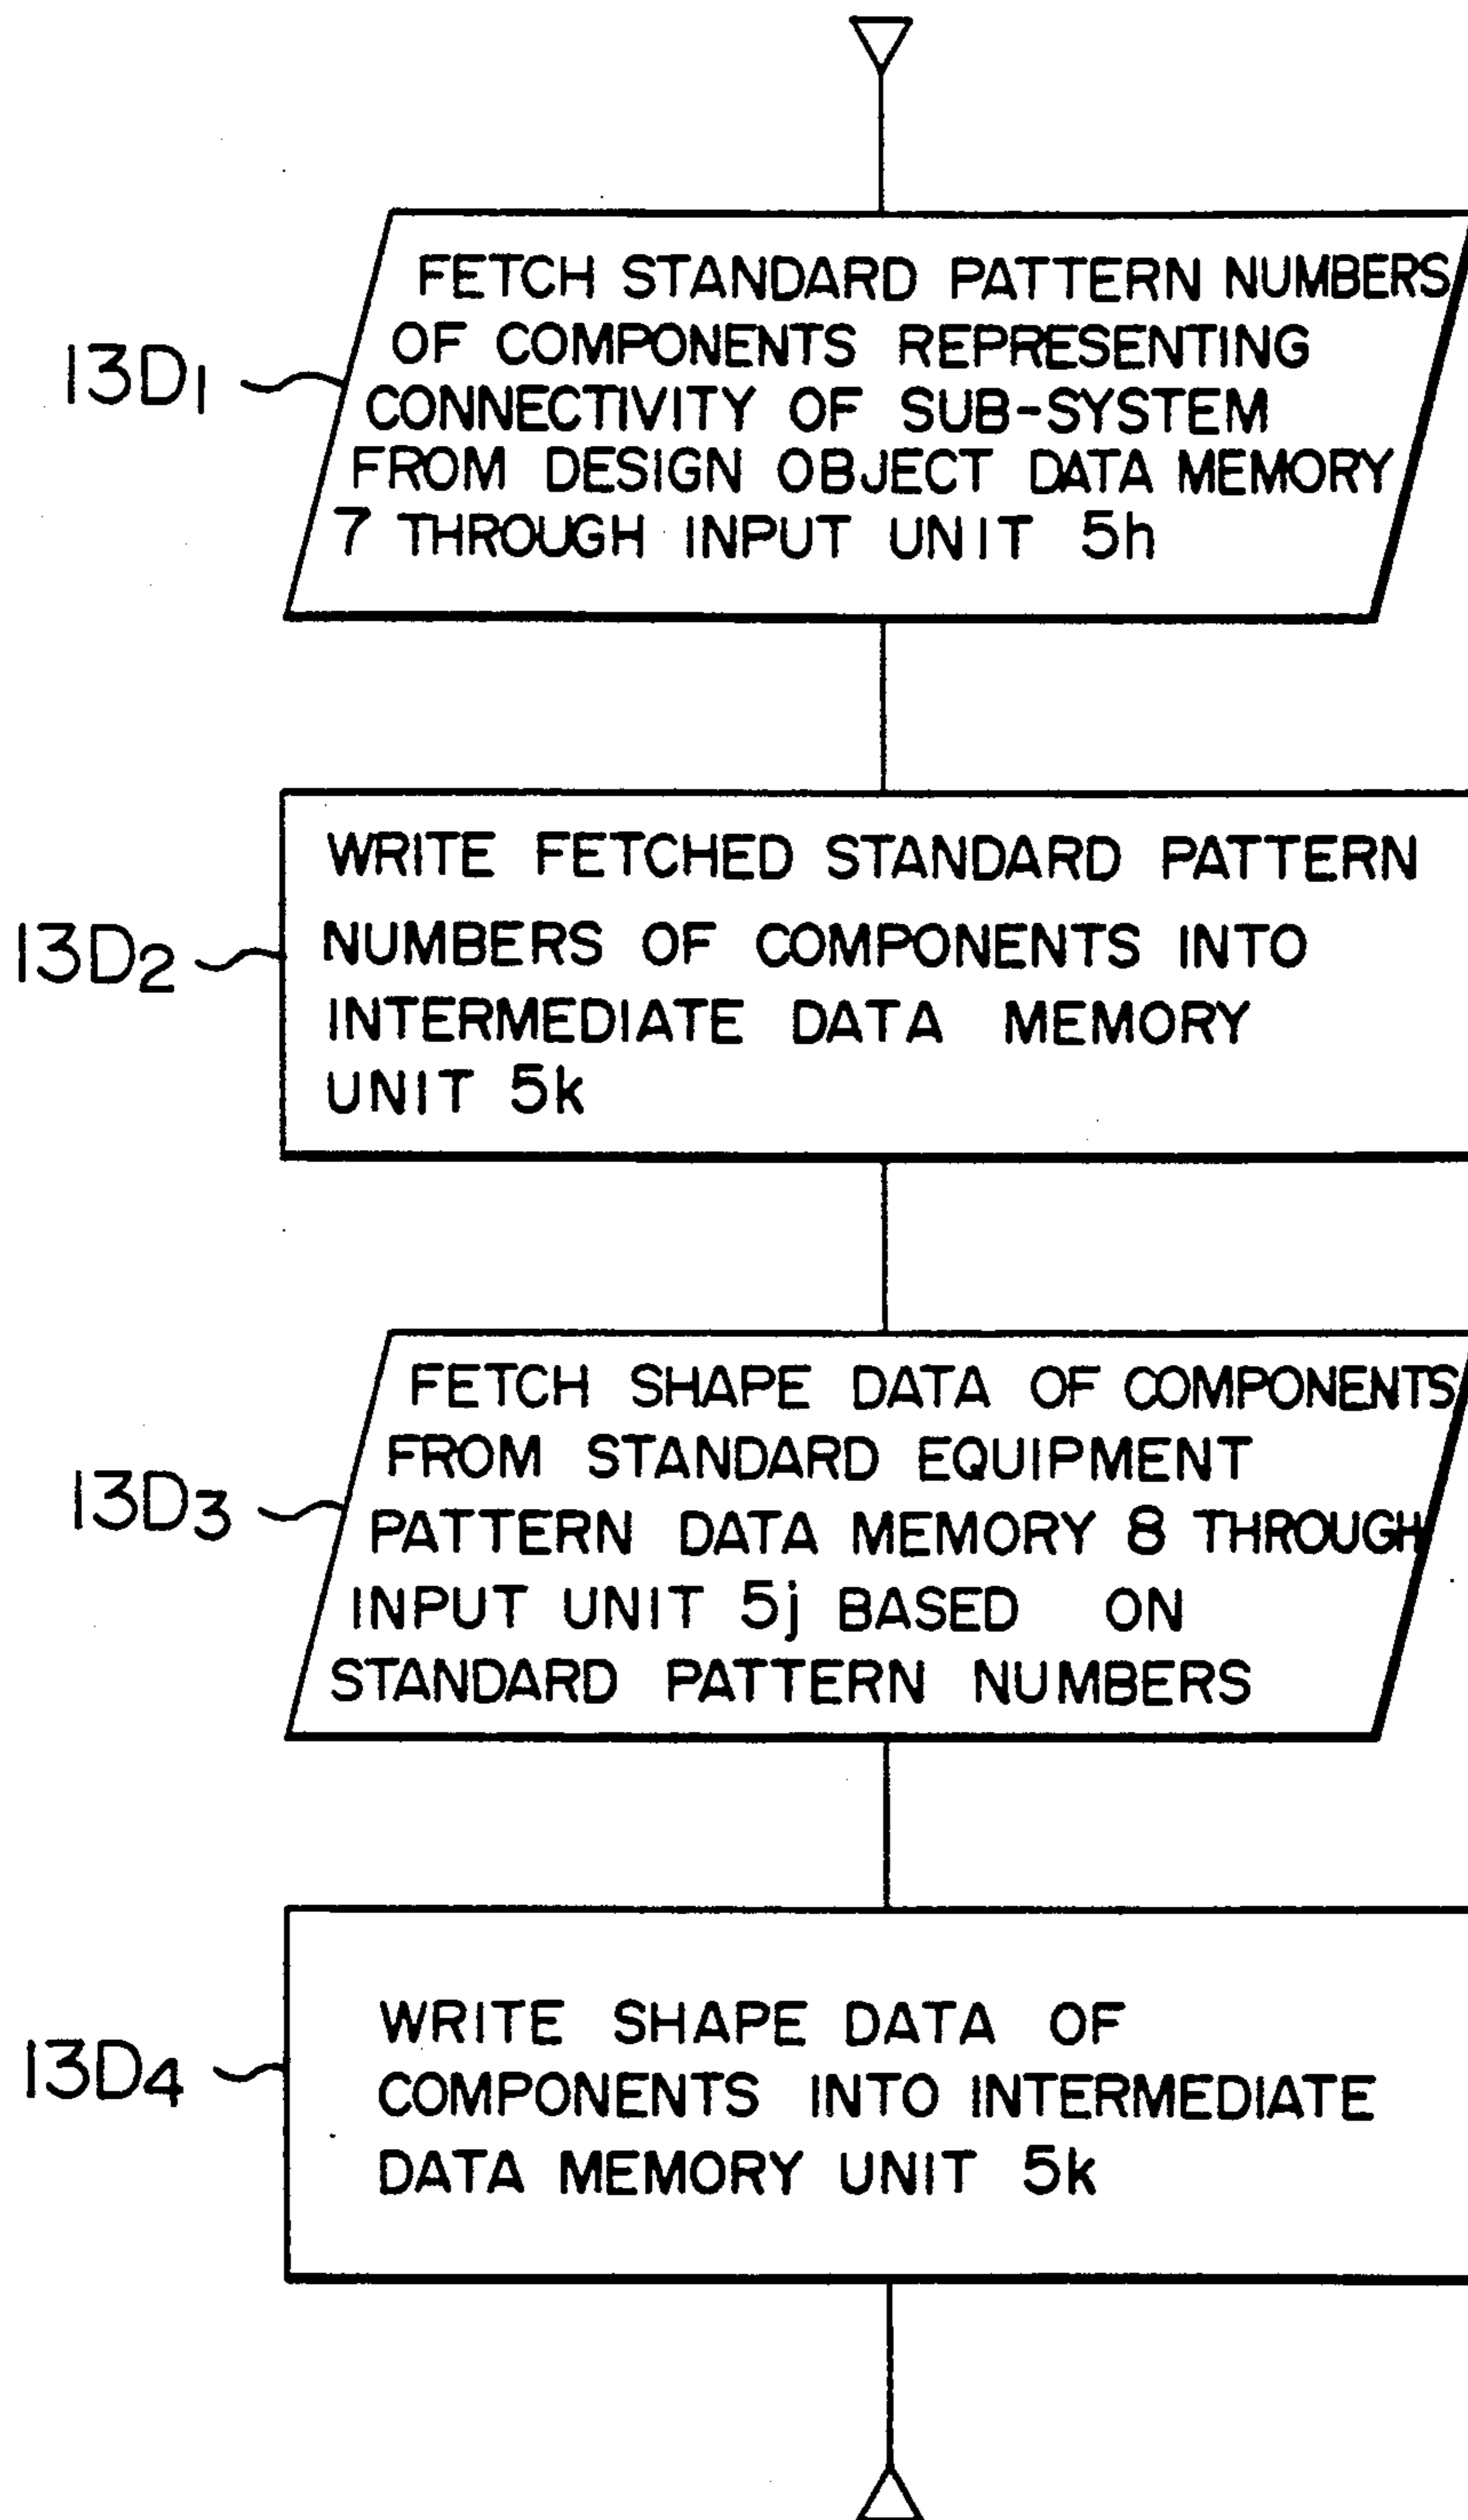 FETCH STANDARD PATTERN NUMBERS
OF COMPONENTS REPRESENTING
13D1
CONNECTIVITY OF SUB-SYSTEM
FROM DESIGN OBJECT DATA MEMORY
7 THROUGH INPUT UNIT 5h
WRITE FETCHED STANDARD PATTERN
13D2
NUMBERS OF COMPONENTS INTO
INTERMEDIATE DATA MEMORY
UNIT 5k
FETCH SHAPE DATA OF COMPONENTS
FROM STANDARD EQUIPMENT
13D3
PATTERN DATA MEMORY 8 THROUGH
INPUT UNIT 5j BASED ON
STANDARD PATTERN NUMBERS
WRITE SHAPE DATA OF
13D4
COMPONENTS INTO INTERMEDIATE
DATA MEMORY UNIT 5k